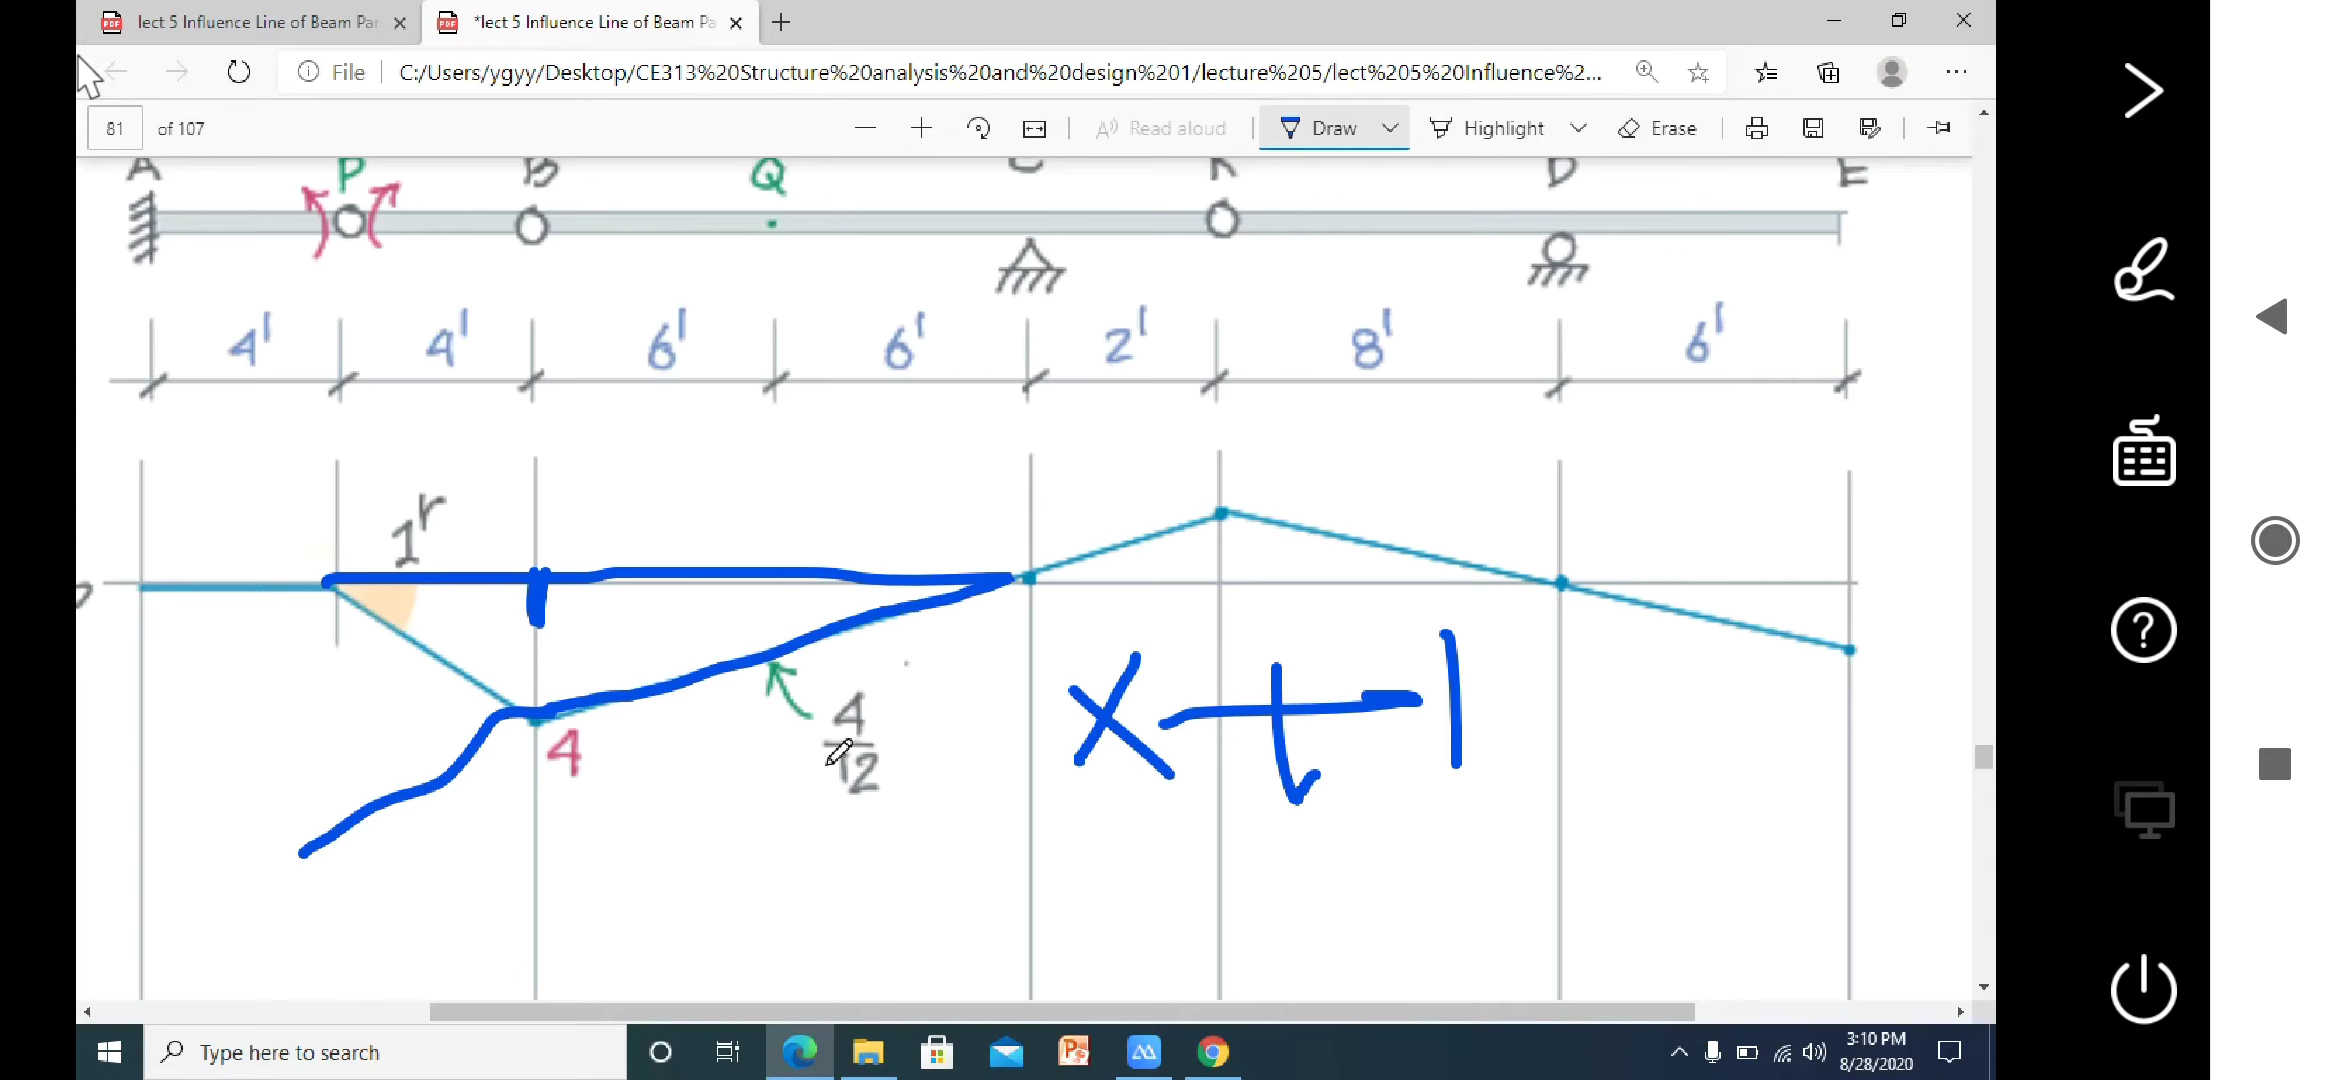 lect 5 Influence Line of Beam Par
*lect 5 Influence Line of Beam Pa
File
C:/Users/ygyy/Desktop/CE313%20Structure%20analysis%20and%20design%201/lecture%205/lect%205%20Influence%2...
81 of 107
Read aloud
Draw
Highlight
Erase
A P B Q C K D E
4' 4' 6' 6' 2' 8' 6'
1r
4
4
12
x 1
Type here to search
3:10 PM
8/28/2020